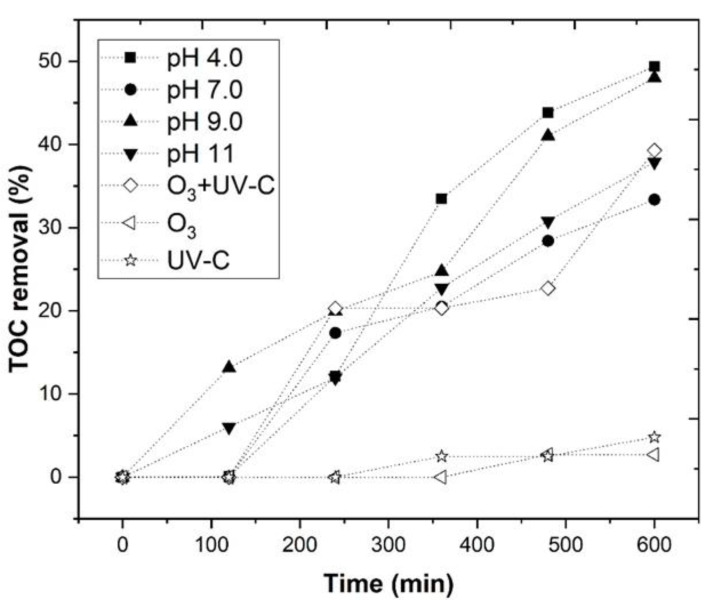 pH 4.0
pH 7.0
pH 9.0
pH 11
O₃+UV-C
O₃
UV-C
TOC removal (%)
50
40
30
20
10
0
0 100 200 300 400 500 600
Time (min)